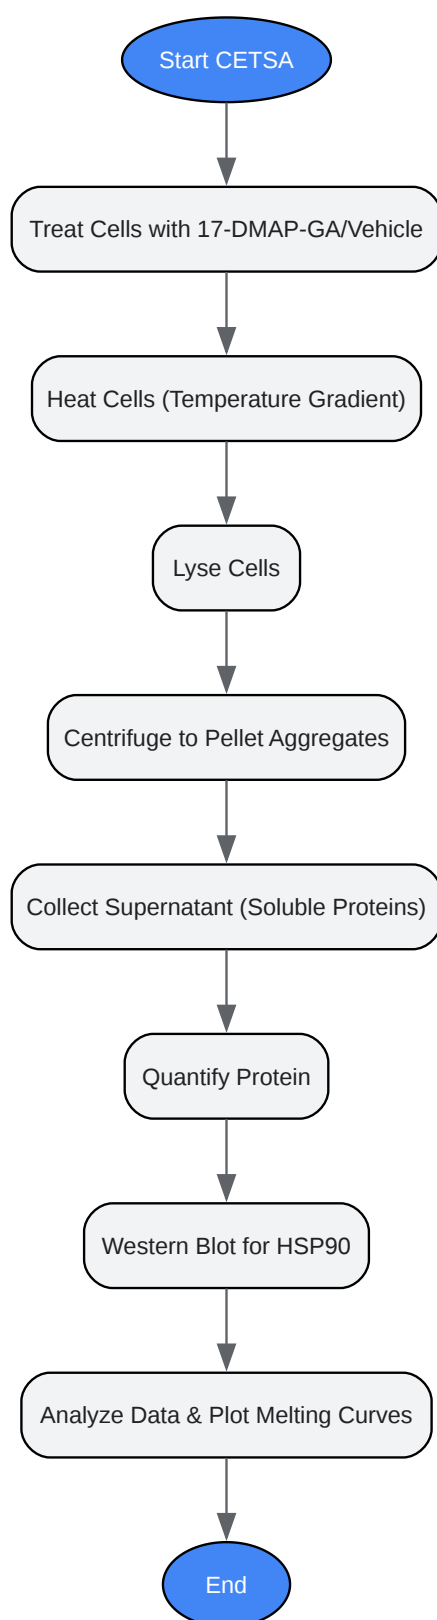 Start CETSA
Treat Cells with 17-DMAP-GA/Vehicle
Heat Cells (Temperature Gradient)
Lyse Cells
Centrifuge to Pellet Aggregates
Collect Supernatant (Soluble Proteins)
Quantify Protein
Western Blot for HSP90
Analyze Data & Plot Melting Curves
End